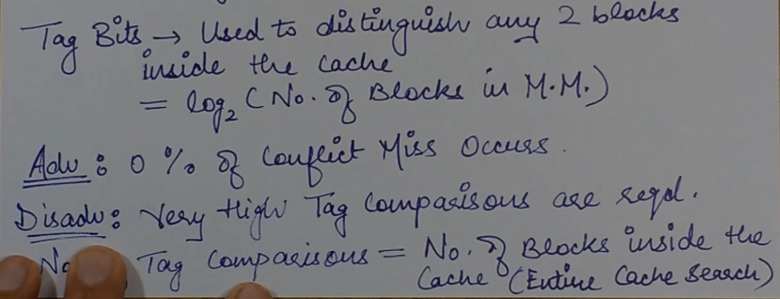 Tag Bits → Used to distinguish any 2 blocks
inside the cache
= log₂ (No. of Blocks in M.M.)
Adv : 0 % of Conflict Miss Occurs.
Disadv: Very High Tag Comparisons are reqd.
No. Tag Comparisons = No. of Blocks inside the
Cache (Entire Cache Search)